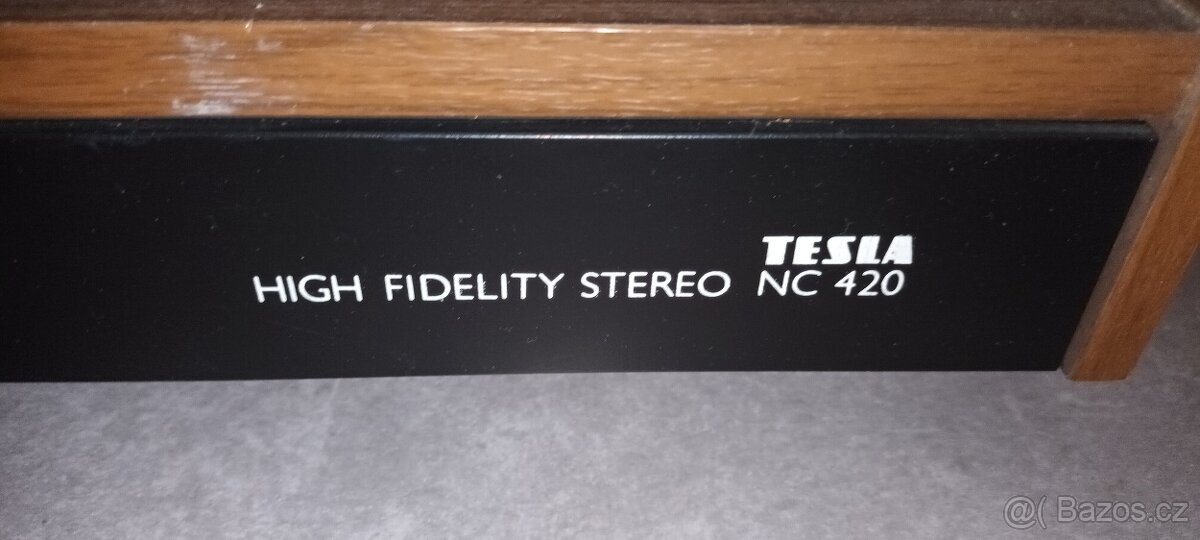 TESLA
HIGH FIDELITY STEREO NC 420
@( Bazos.cz